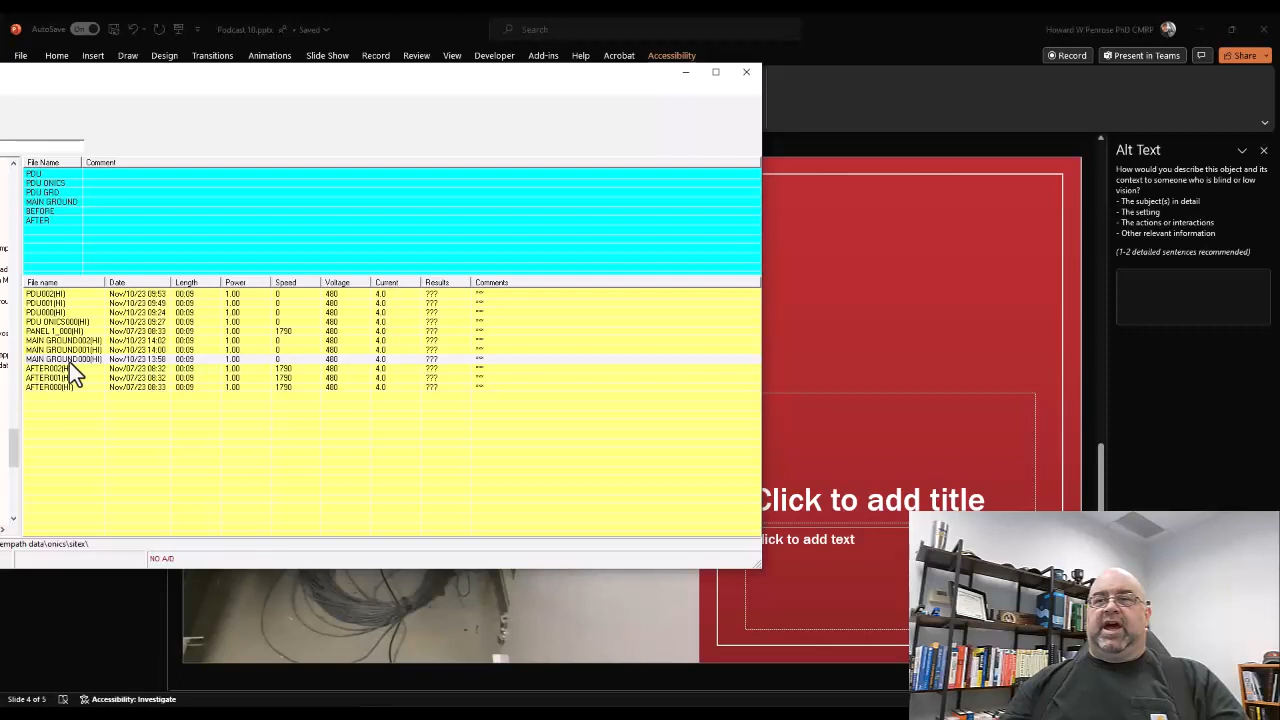 AutoSave On Podcast 10.pptx • Saved Search Howard W Penrose PhD CMRP
File Home Insert Draw Design Transitions Animations Slide Show Record Review View Developer Add-ins Help Acrobat Accessibility Record Present in Teams Share
Alt Text
How would you describe this object and its
context to someone who is blind or low
vision?
- The subject(s) in detail
- The setting
- The actions or interactions
- Other relevant information
(1-2 detailed sentences recommended)
File Name Comment
PDU
PDU ONICS
PDU GRD
MAIN GROUND
BEFORE
AFTER
File name Date Length Power Speed Voltage Current Results Comments
PDU002(HI) Nov/10/23 09:53 00:09 1.00 0 480 4.0 ???
PDU001(HI) Nov/10/23 09:49 00:09 1.00 0 480 4.0 ???
PDU000(HI) Nov/10/23 09:24 00:09 1.00 0 480 4.0 ???
PDU ONICS000(HI) Nov/10/23 09:27 00:09 1.00 0 480 4.0 ???
PANEL 1_000(HI) Nov/07/23 08:33 00:09 1.00 1790 480 4.0 ???
MAIN GROUND002(HI) Nov/10/23 14:02 00:09 1.00 0 480 4.0 ???
MAIN GROUND001(HI) Nov/10/23 14:00 00:09 1.00 0 480 4.0 ???
MAIN GROUND000(HI) Nov/10/23 13:58 00:09 1.00 0 480 4.0 ???
AFTER002(HI) Nov/07/23 08:32 00:09 1.00 1790 480 4.0 ???
AFTER001(HI) Nov/07/23 08:32 00:09 1.00 1790 480 4.0 ???
AFTER000(HI) Nov/07/23 08:33 00:09 1.00 1790 480 4.0 ???
empath data\onics\sitex\
NO A/D
Click to add title
lick to add text
Slide 4 of 5 Accessibility: Investigate